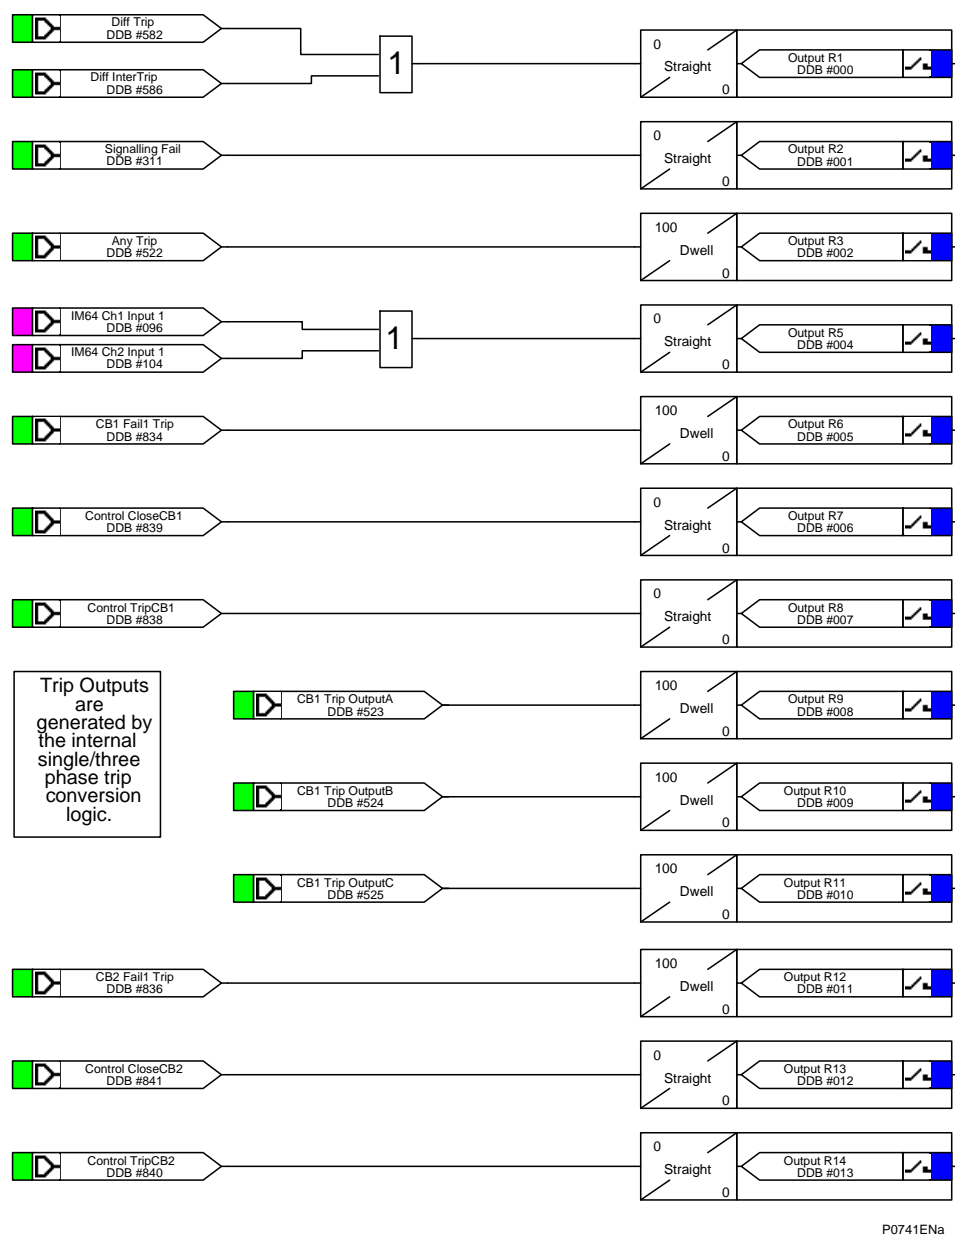 Diff Trip
DDB #582
Diff InterTrip
DDB #586
1
0
Straight
0
Output R1
DDB #000
Signalling Fail
DDB #311
0
Straight
0
Output R2
DDB #001
Any Trip
DDB #522
100
Dwell
0
Output R3
DDB #002
IM64 Ch1 Input 1
DDB #096
IM64 Ch2 Input 1
DDB #104
1
0
Straight
0
Output R5
DDB #004
CB1 Fail1 Trip
DDB #834
100
Dwell
0
Output R6
DDB #005
Control CloseCB1
DDB #839
0
Straight
0
Output R7
DDB #006
Control TripCB1
DDB #838
0
Straight
0
Output R8
DDB #007
Trip Outputs
are
generated by
the internal
single/three
phase trip
conversion
logic.
CB1 Trip OutputA
DDB #523
100
Dwell
0
Output R9
DDB #008
CB1 Trip OutputB
DDB #524
100
Dwell
0
Output R10
DDB #009
CB1 Trip OutputC
DDB #525
100
Dwell
0
Output R11
DDB #010
CB2 Fail1 Trip
DDB #836
100
Dwell
0
Output R12
DDB #011
Control CloseCB2
DDB #841
0
Straight
0
Output R13
DDB #012
Control TripCB2
DDB #840
0
Straight
0
Output R14
DDB #013
P0741ENa